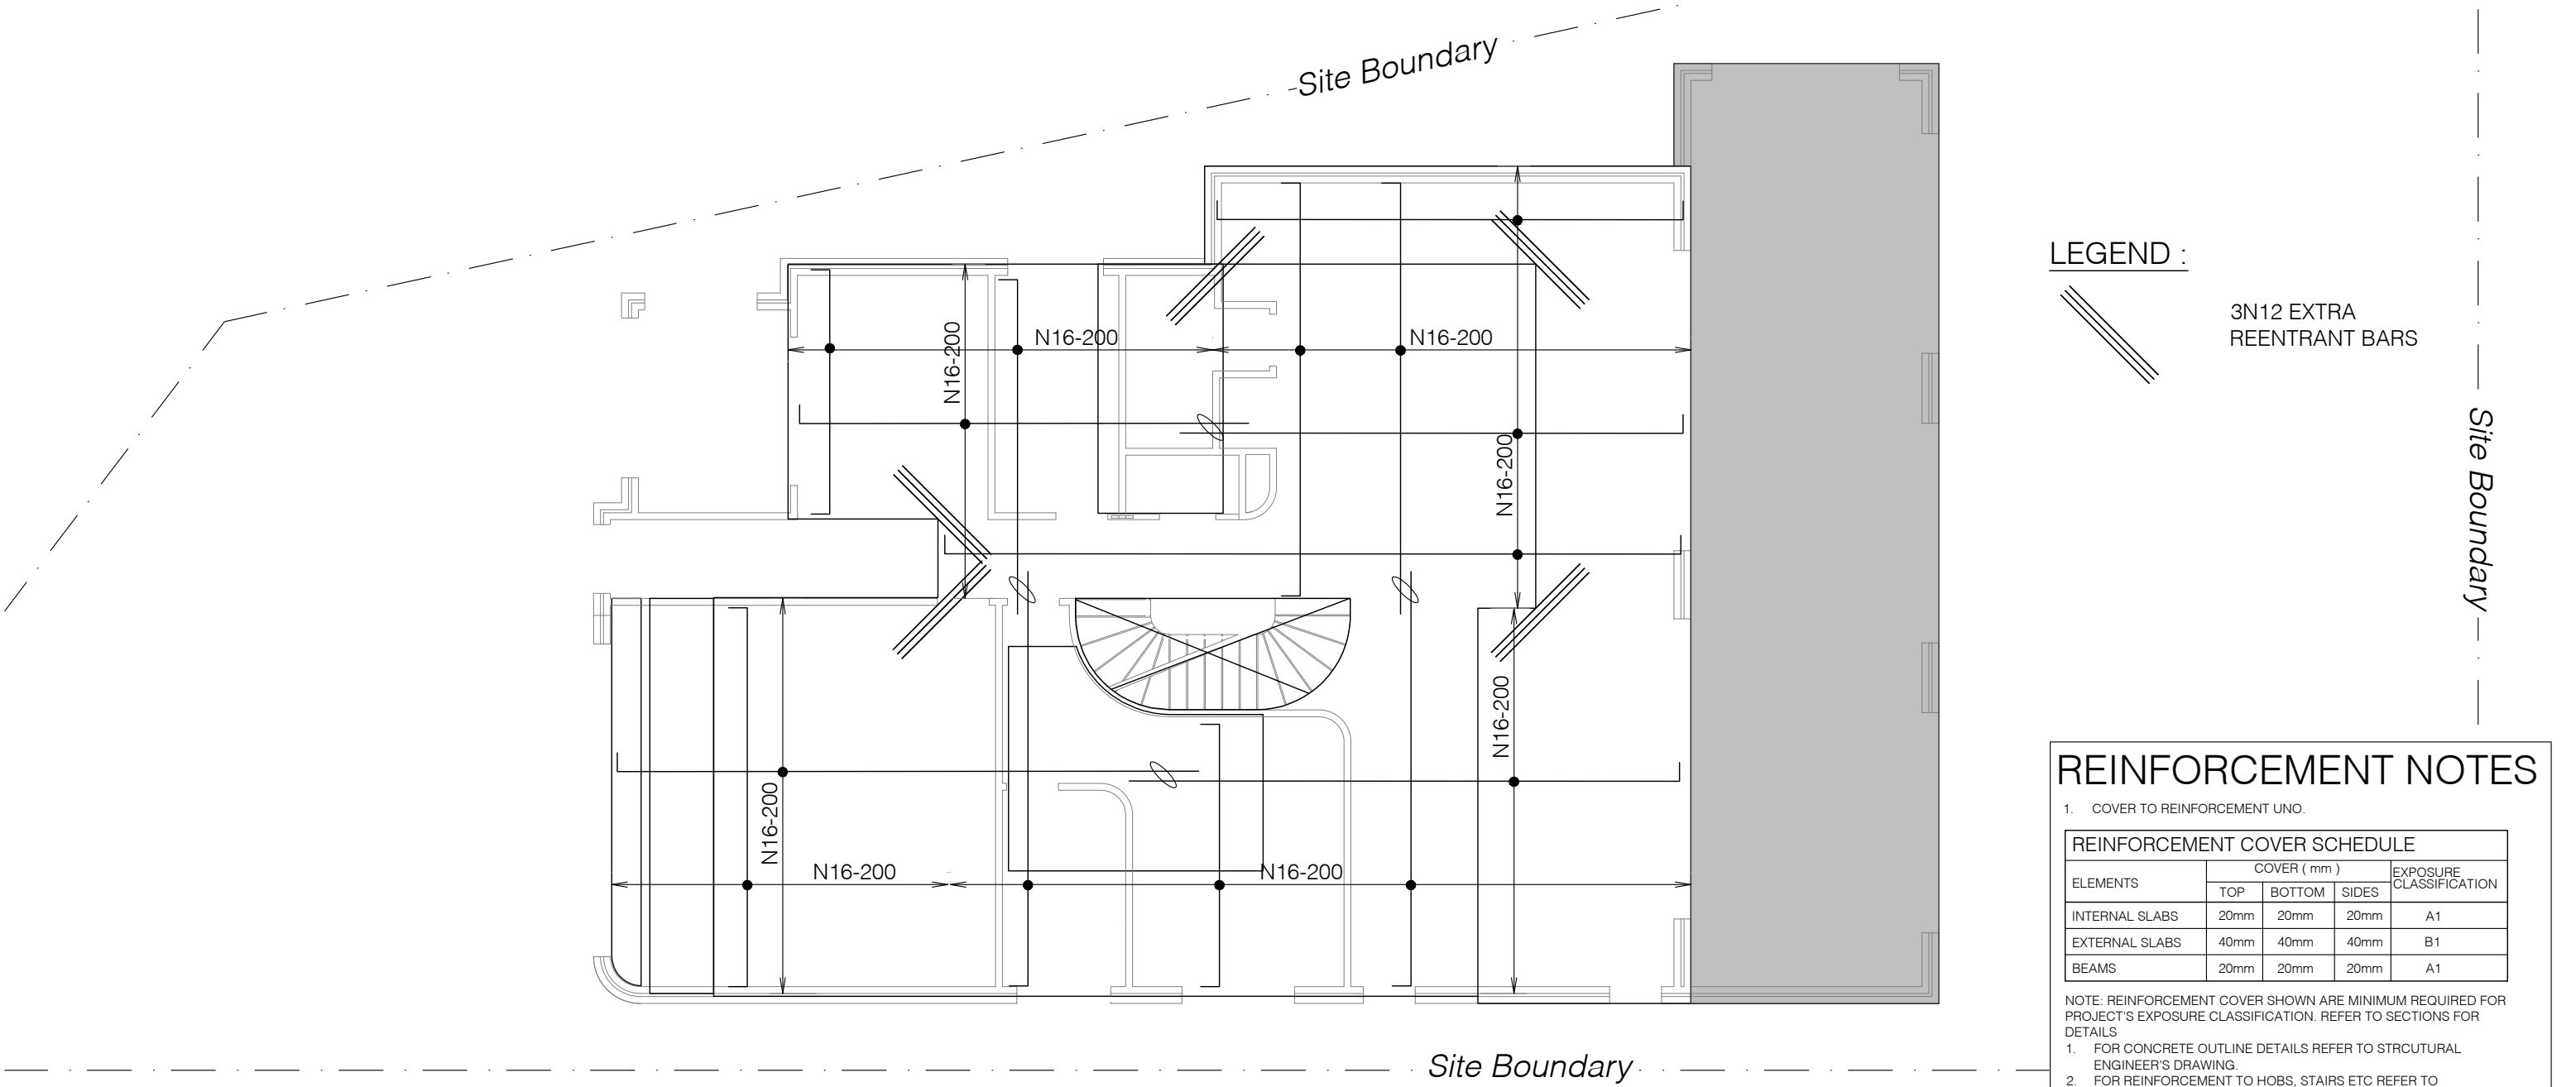 Site Boundary
LEGEND :
3N12 EXTRA
REENTRANT BARS
N16-200
N16-200
N16-200
N16-200
Site Boundary
N16-200
N16-200
N16-200
N16-200
REINFORCEMENT NOTES
1. COVER TO REINFORCEMENT UNO.
REINFORCEMENT COVER SCHEDULE
ELEMENTS COVER ( mm ) EXPOSURE
CLASSIFICATION
TOP BOTTOM SIDES
INTERNAL SLABS 20mm 20mm 20mm A1
EXTERNAL SLABS 40mm 40mm 40mm B1
BEAMS 20mm 20mm 20mm A1
NOTE: REINFORCEMENT COVER SHOWN ARE MINIMUM REQUIRED FOR
PROJECT'S EXPOSURE CLASSIFICATION. REFER TO SECTIONS FOR
DETAILS
1. FOR CONCRETE OUTLINE DETAILS REFER TO STRCUTURAL
ENGINEER'S DRAWING.
2. FOR REINFORCEMENT TO HOBS, STAIRS ETC REFER TO
Site Boundary